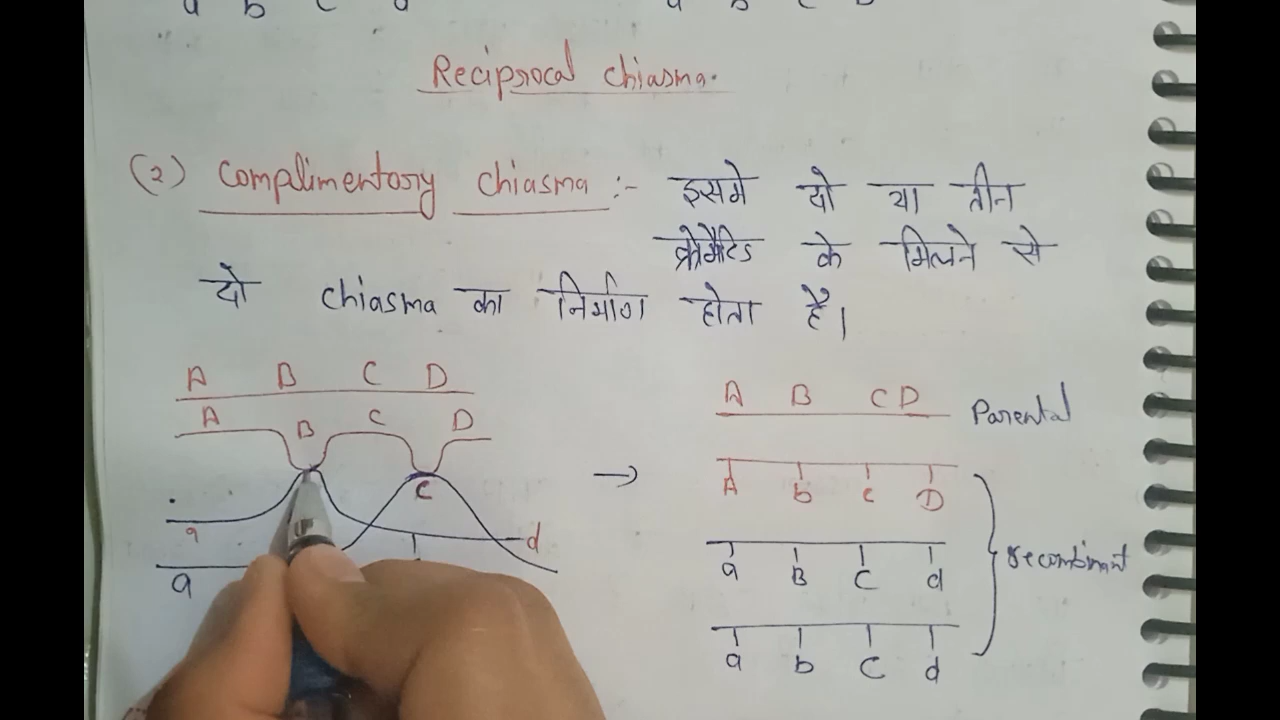 a b c d a b c D
Reciprocal chiasma.
(2) Complimentory chiasma :- इसमे दो या तीन
क्रोमैटिड के मिलने से
दो chiasma का निर्माण होता है।
A B C D
A B C D
a C d
a
→
A B C D Parental
A b c D
a B C d recombinant
a b C d